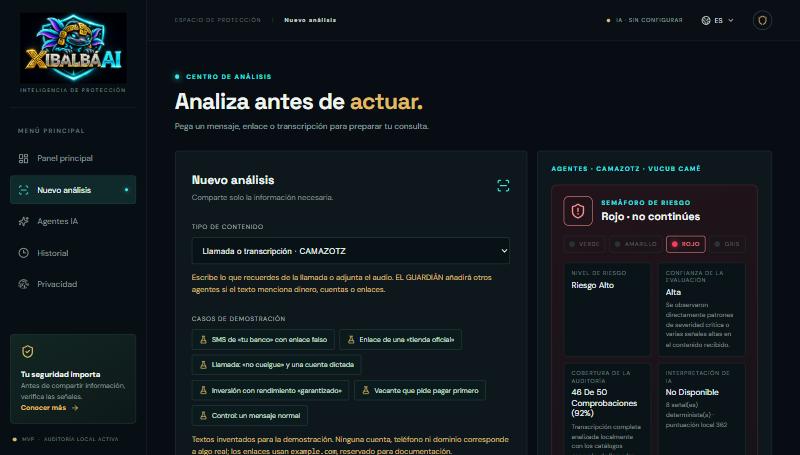 XIBALBÁ AI
INTELIGENCIA DE PROTECCIÓN
MENÚ PRINCIPAL
Panel principal
Nuevo análisis
Agentes IA
Historial
Privacidad
Tu seguridad importa
Antes de compartir información,
verifica las señales.
Conocer más →
MVP · AUDITORÍA LOCAL ACTIVA
ESPACIO DE PROTECCIÓN | Nuevo análisis
IA · SIN CONFIGURAR
ES
CENTRO DE ANÁLISIS
Analiza antes de actuar.
Pega un mensaje, enlace o transcripción para preparar tu consulta.
Nuevo análisis
Comparte solo la información necesaria.
TIPO DE CONTENIDO
Llamada o transcripción · CAMAZOTZ
Escribe lo que recuerdes de la llamada o adjunta el audio. EL GUARDIÁN añadirá otros
agentes si el texto menciona dinero, cuentas o enlaces.
CASOS DE DEMOSTRACIÓN
SMS de «tu banco» con enlace falso
Enlace de una «tienda oficial»
Llamada: «no cuelgue» y una cuenta dictada
Inversión con rendimiento «garantizado»
Vacante que pide pagar primero
Control: un mensaje normal
Textos inventados para la demostración. Ninguna cuenta, teléfono ni dominio corresponde
a algo real; los enlaces usan example.com, reservado para documentación.
AGENTES · CAMAZOTZ · VUCUB CAMÉ
SEMÁFORO DE RIESGO
Rojo · no continúes
VERDE
AMARILLO
ROJO
GRIS
NIVEL DE RIESGO
Riesgo Alto
CONFIANZA DE LA
EVALUACIÓN
Alta
Se observaron
directamente patrones
de severidad crítica o
varias señales altas en
el contenido recibido.
COBERTURA DE LA
AUDITORÍA
46 De 50
Comprobaciones
(92%)
Transcripción completa
analizada localmente
con los catálogos
INTERPRETACIÓN DE
IA
No Disponible
8 señal(es)
determinista(s) ·
puntuación local 362